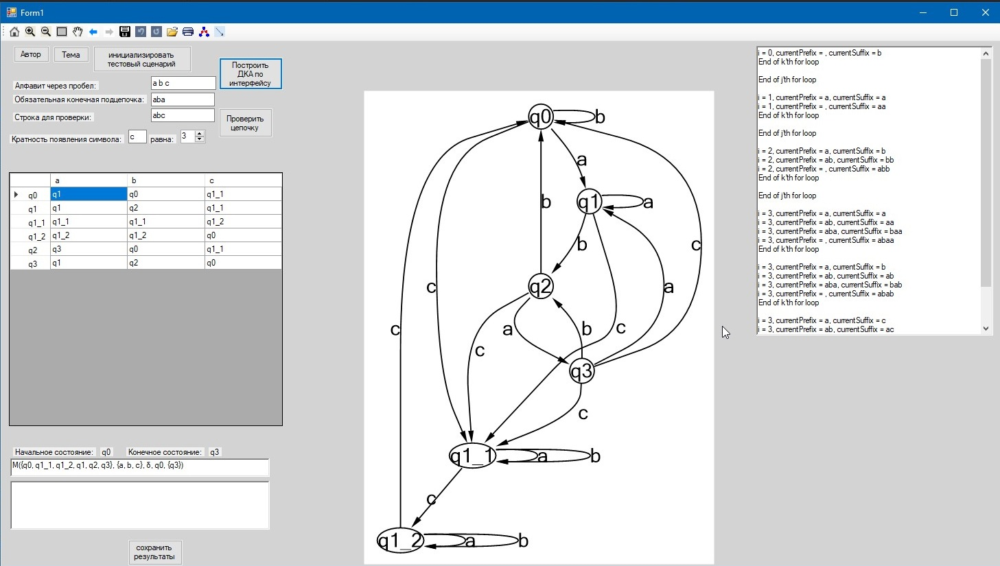 Form1
Автор
Тема
инициализировать
тестовый сценарий
Построить
ДКА по
интерфейсу
Алфавит через пробел:
a b c
Обязательная конечная подцепочка:
aba
Строка для проверки:
abc
Проверить
цепочку
Кратность появления символа:
c
равна:
3
a b c
q0 q1 q0 q1_1
q1 q1 q2 q1_1
q1_1 q1_1 q1_1 q1_2
q1_2 q1_2 q1_2 q0
q2 q3 q0 q1_1
q3 q1 q2 q0
Начальное состояние: q0 Конечное состояние: q3
M({q0, q1_1, q1_2, q1, q2, q3}, {a, b, c}, δ, q0, {q3})
сохранить
результаты
q0
b
a
b
q1
a
b
c
c
q2
a
c
a
b
c
c
q3
c
c
q1_1
a
b
c
q1_2
a
b
i = 0, currentPrefix = , currentSuffix = b
End of k'th for loop
End of j'th for loop
i = 1, currentPrefix = a, currentSuffix = a
i = 1, currentPrefix = , currentSuffix = aa
End of k'th for loop
End of j'th for loop
i = 2, currentPrefix = a, currentSuffix = b
i = 2, currentPrefix = ab, currentSuffix = bb
i = 2, currentPrefix = , currentSuffix = abb
End of k'th for loop
End of j'th for loop
i = 3, currentPrefix = a, currentSuffix = a
i = 3, currentPrefix = ab, currentSuffix = aa
i = 3, currentPrefix = aba, currentSuffix = baa
i = 3, currentPrefix = , currentSuffix = abaa
End of k'th for loop
i = 3, currentPrefix = a, currentSuffix = b
i = 3, currentPrefix = ab, currentSuffix = ab
i = 3, currentPrefix = aba, currentSuffix = bab
i = 3, currentPrefix = , currentSuffix = abab
End of k'th for loop
i = 3, currentPrefix = a, currentSuffix = c
i = 3, currentPrefix = ab, currentSuffix = ac